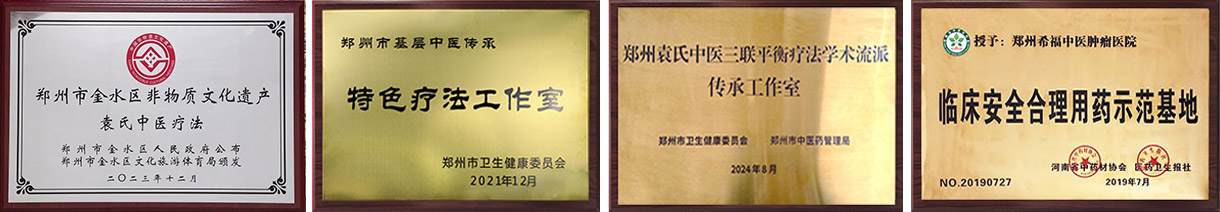 郑州市金水区非物质文化遗产
袁氏中医疗法
郑州市金水区人民政府公布
郑州市金水区文化旅游体育局颁发
二〇二三年十二月
郑州市基层中医传承
特色疗法工作室
郑州市卫生健康委员会
2021年12月
郑州袁氏中医三联平衡疗法学术流派
传承工作室
郑州市卫生健康委员会 郑州市中医药管理局
2024年8月
授予：郑州希福中医肿瘤医院
临床安全合理用药示范基地
河南省中药材协会 医药卫生报社
NO.20190727 2019年7月